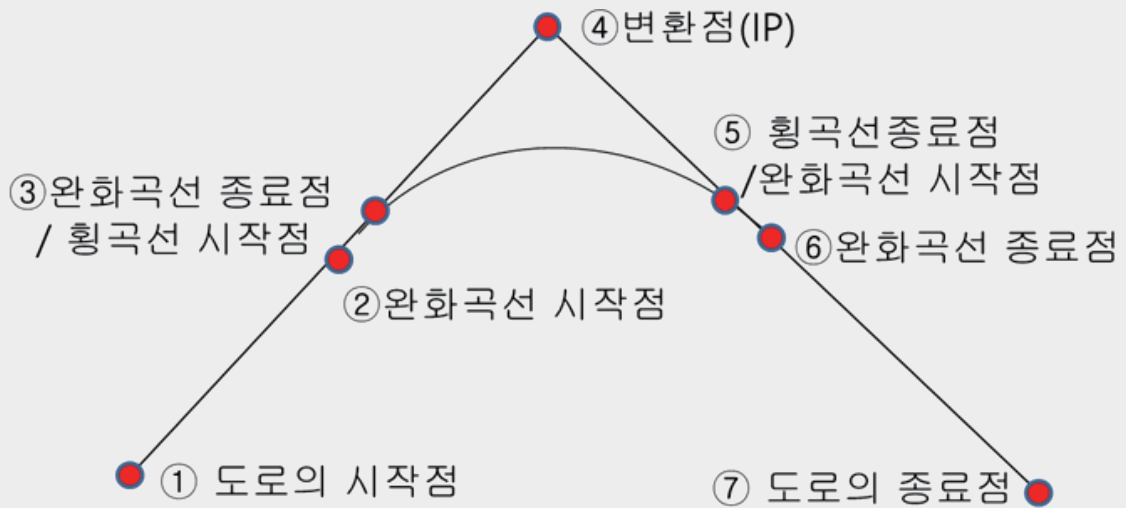 ④변환점(IP)
⑤ 횡곡선종료점
/완화곡선 시작점
③완화곡선 종료점
/ 횡곡선 시작점
⑥완화곡선 종료점
②완화곡선 시작점
① 도로의 시작점
⑦ 도로의 종료점